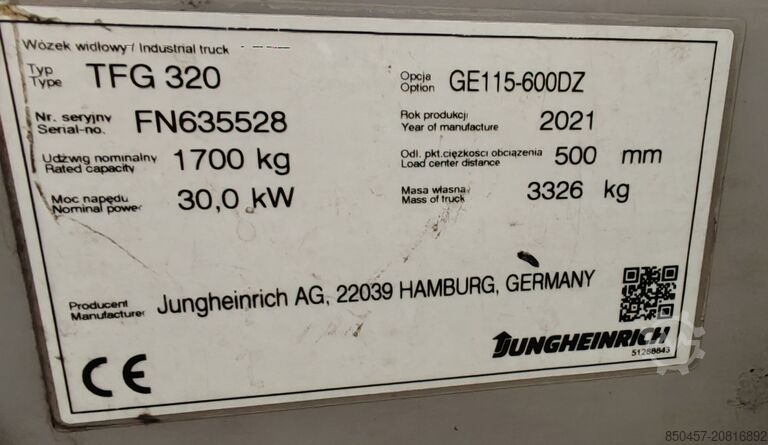 Wózek widłowy / Industrial truck
Typ
Type TFG 320
Opcja
Option GE115-600DZ
Nr. seryjny
Serial-no. FN635528
Rok produkcji
Year of manufacture 2021
Udźwig nominalny
Rated capacity 1700 kg
Odl. pkt.ciężkości obciążenia
Load center distance 500 mm
Moc napędu
Nominal power 30,0 kW
Masa własna
Mass of truck 3326 kg
Producent
Manufacturer Jungheinrich AG, 22039 HAMBURG, GERMANY
JUNGHEINRICH
51288843
CE
850457-20816892